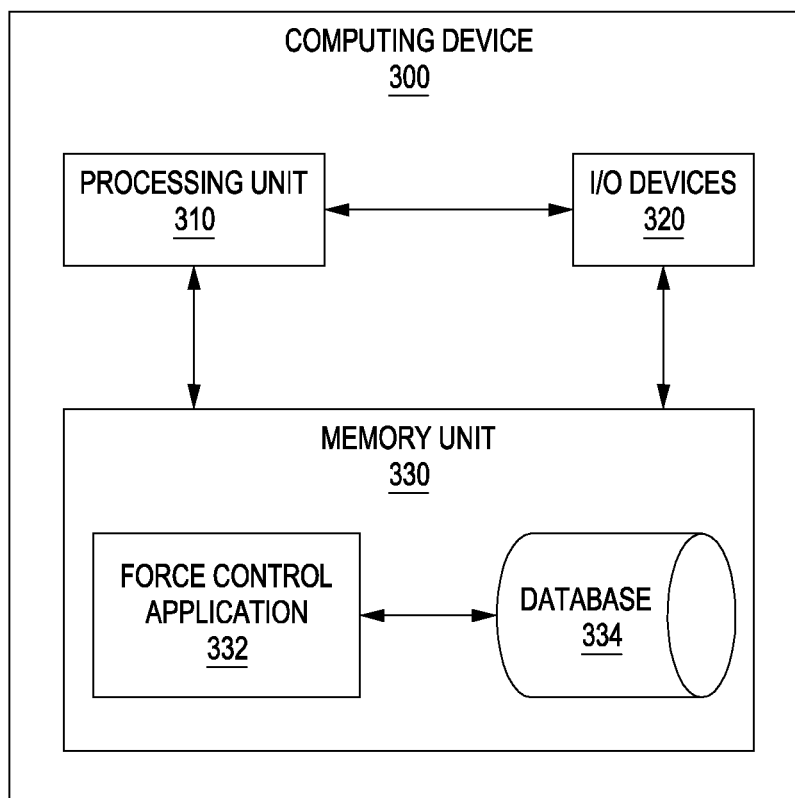 COMPUTING DEVICE
300
PROCESSING UNIT
310
I/O DEVICES
320
MEMORY UNIT
330
FORCE CONTROL
APPLICATION
332
DATABASE
334